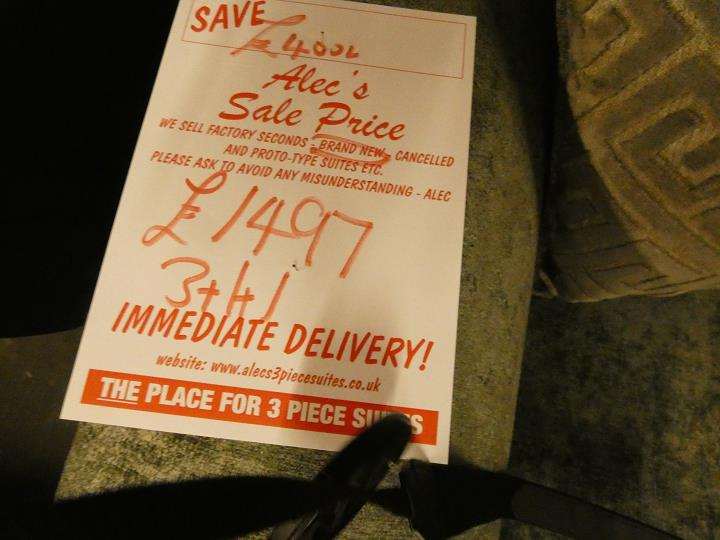 SAVE
£400
Alec's
Sale Price
WE SELL FACTORY SECONDS - BRAND NEW - CANCELLED
AND PROTO-TYPE SUITES ETC.
PLEASE ASK TO AVOID ANY MISUNDERSTANDING - ALEC
£1497
3+1+1
IMMEDIATE DELIVERY!
website: www.alecs3piecesuites.co.uk
THE PLACE FOR 3 PIECE SUITES